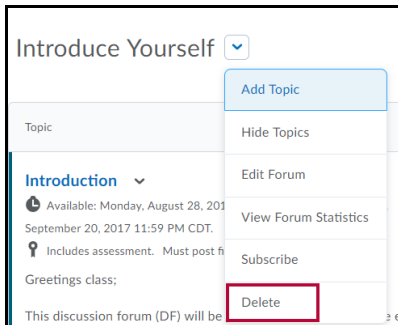 Introduce Yourself
Add Topic
Topic
Hide Topics
Introduction
Edit Forum
Available: Monday, August 28, 201
View Forum Statistics
September 20, 2017 11:59 PM CDT.
Includes assessment. Must post
Subscribe
Greetings class;
Delete
This discussion forum (DF) will be